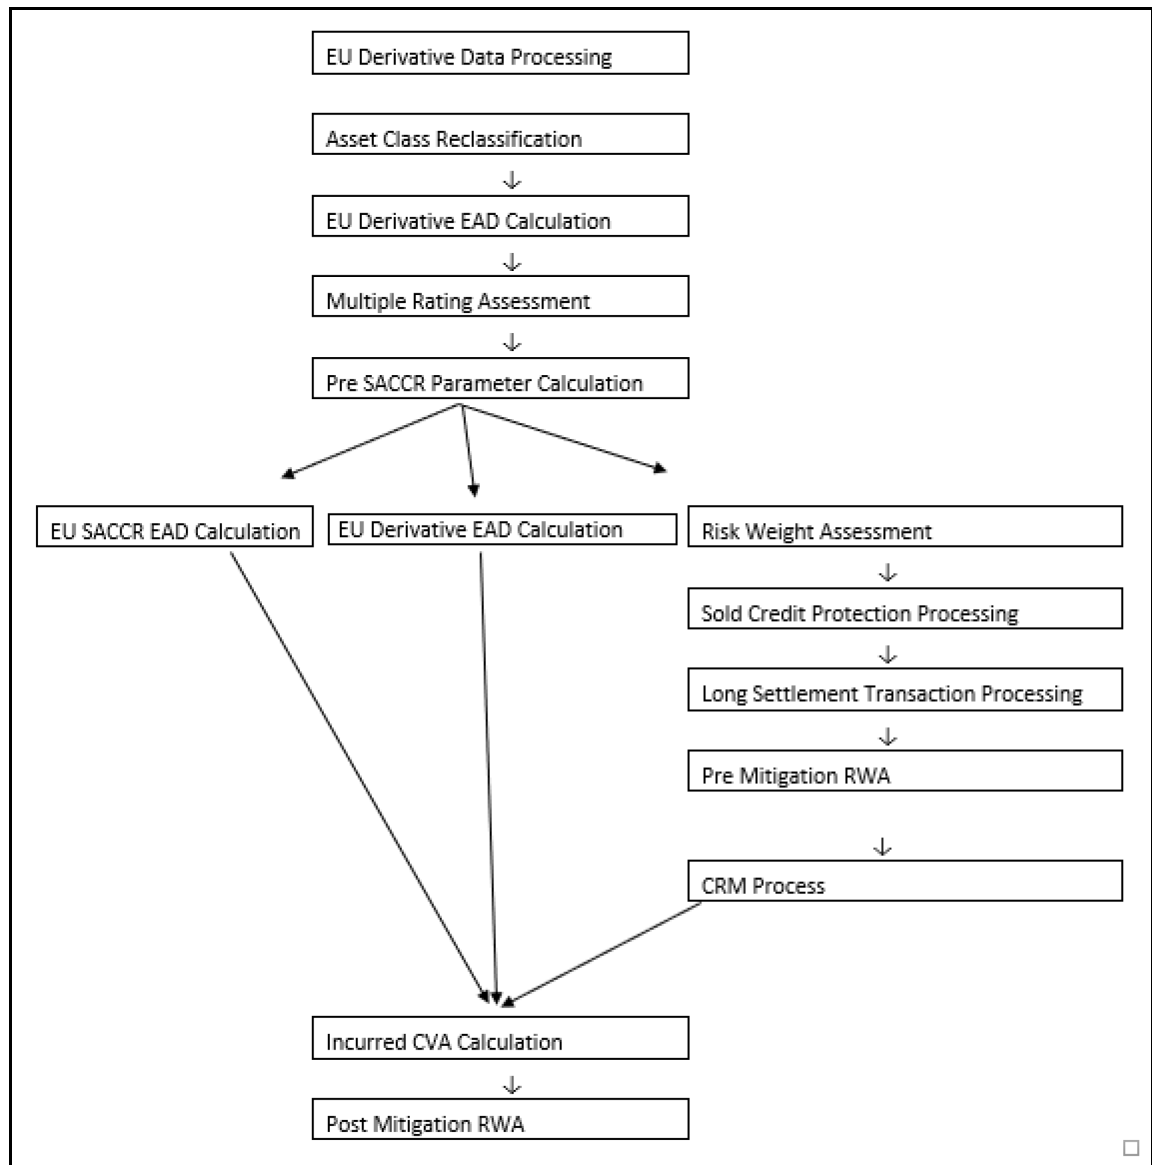 EU Derivative Data Processing
Asset Class Reclassification
EU Derivative EAD Calculation
Multiple Rating Assessment
Pre SACCR Parameter Calculation
EU SACCR EAD Calculation
EU Derivative EAD Calculation
Risk Weight Assessment
Sold Credit Protection Processing
Long Settlement Transaction Processing
Pre Mitigation RWA
CRM Process
Incurred CVA Calculation
Post Mitigation RWA